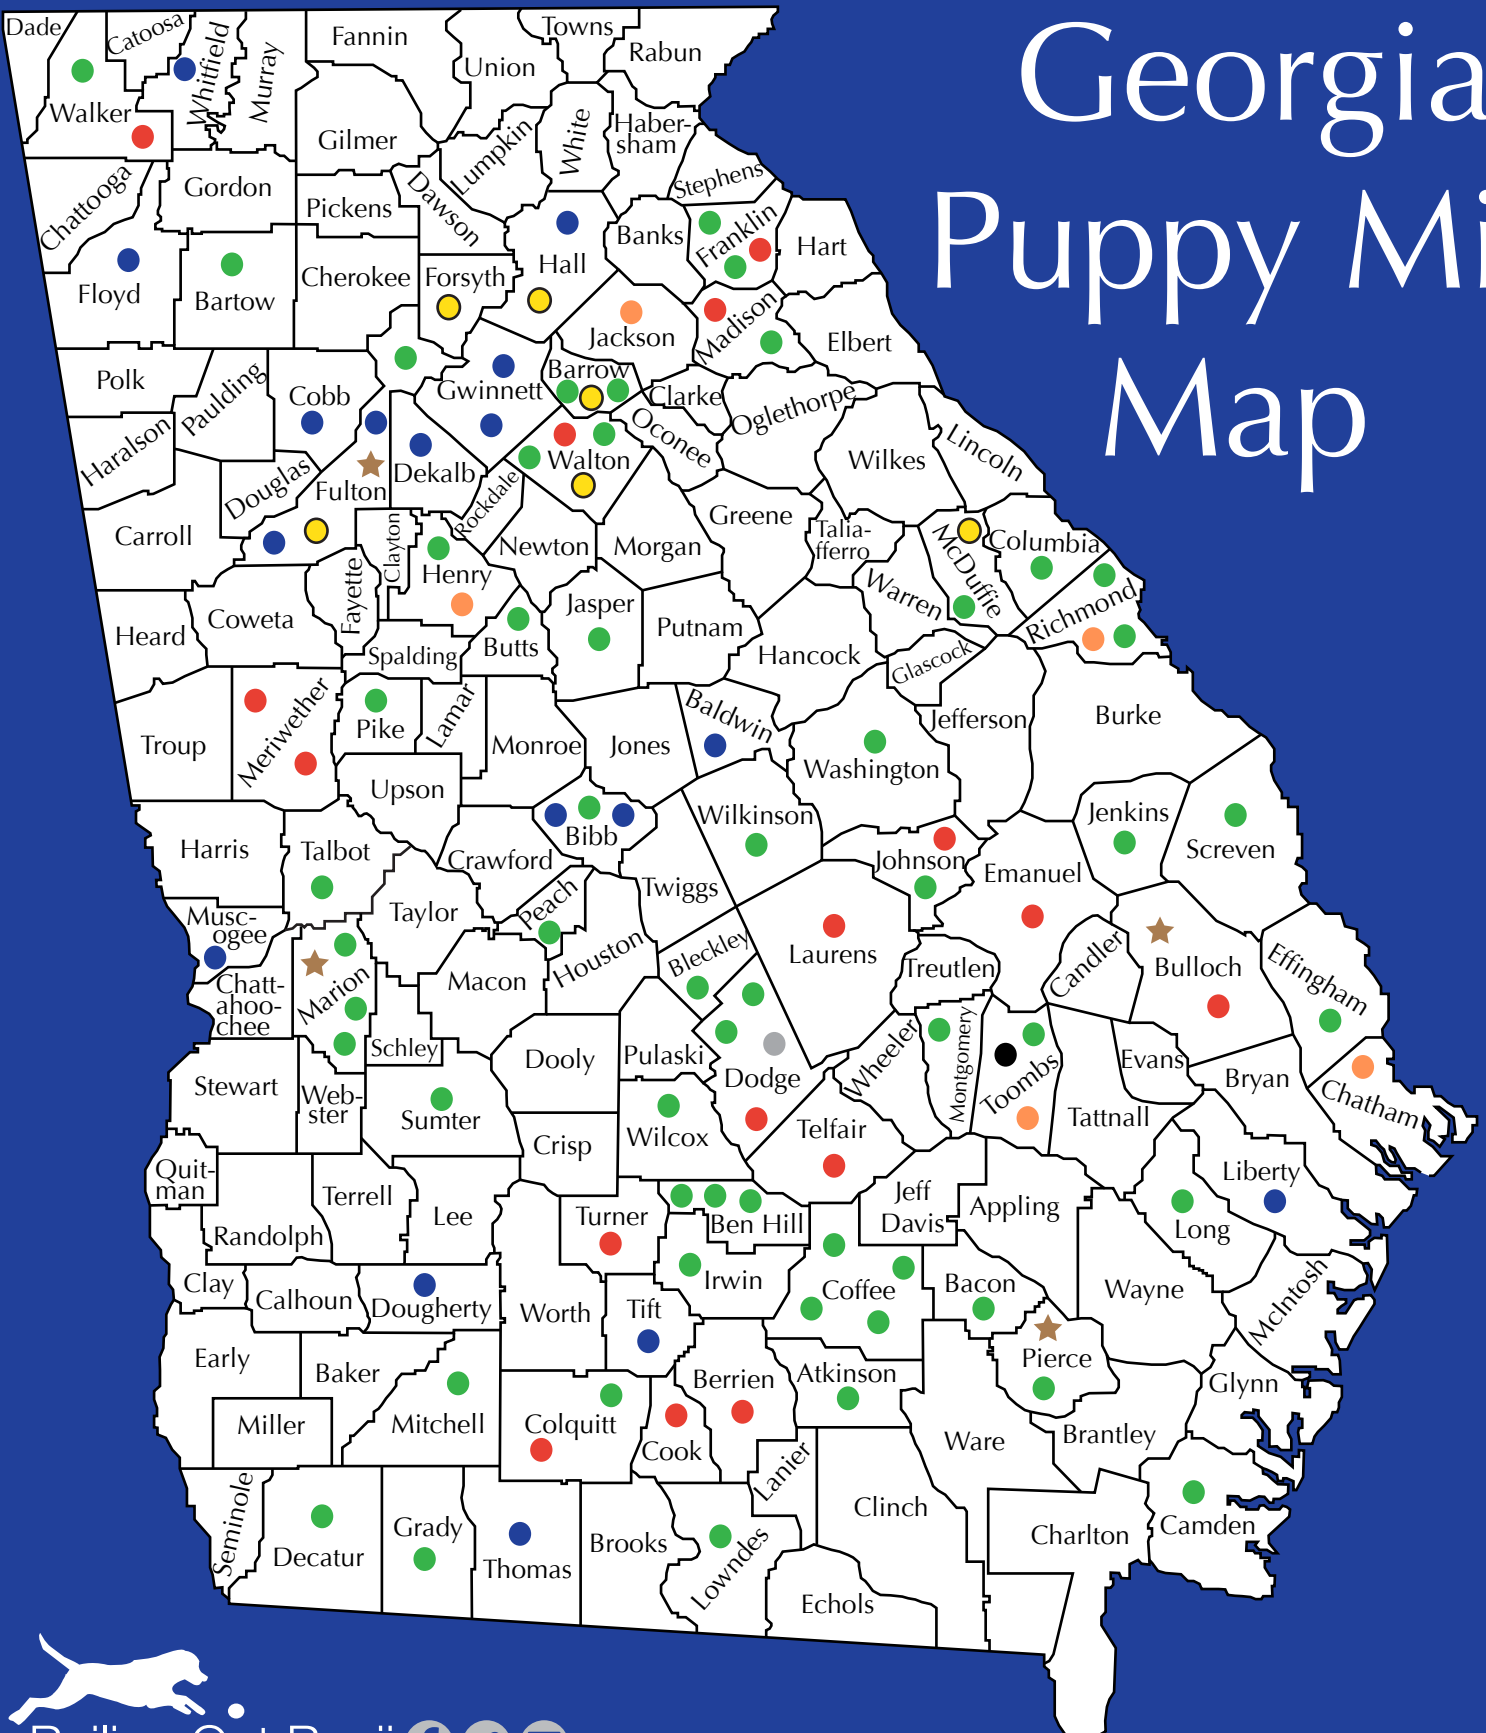 Georgia
Puppy Mi
Map
Dade
Catoosa
Whitfield
Murray
Fannin
Union
Towns
Rabun
Walker
Gilmer
Lumpkin
White
Haber-
sham
Stephens
Chattooga
Gordon
Pickens
Dawson
Banks
Franklin
Hart
Floyd
Bartow
Cherokee
Forsyth
Hall
Jackson
Madison
Elbert
Polk
Paulding
Cobb
Gwinnett
Barrow
Clarke
Oglethorpe
Haralson
Douglas
Fulton
Dekalb
Rockdale
Walton
Oconee
Wilkes
Lincoln
Carroll
Clayton
Henry
Newton
Morgan
Greene
Talia-
fferro
McDuffie
Columbia
Warren
Richmond
Heard
Coweta
Fayette
Spalding
Butts
Jasper
Putnam
Hancock
Glascock
Troup
Meriwether
Pike
Lamar
Monroe
Jones
Baldwin
Washington
Jefferson
Burke
Upson
Bibb
Wilkinson
Jenkins
Screven
Harris
Talbot
Crawford
Twiggs
Johnson
Emanuel
Musc-
ogee
Taylor
Peach
Houston
Bleckley
Laurens
Treutlen
Candler
Bulloch
Effingham
Chatt-
ahoo-
chee
Marion
Macon
Schley
Dooly
Pulaski
Dodge
Wheeler
Montgomery
Toombs
Evans
Bryan
Chatham
Stewart
Web-
ster
Sumter
Crisp
Wilcox
Telfair
Tattnall
Quit-
man
Randolph
Terrell
Lee
Turner
Ben Hill
Jeff
Davis
Appling
Long
Liberty
Clay
Calhoun
Dougherty
Worth
Tift
Irwin
Coffee
Bacon
Wayne
McIntosh
Early
Baker
Miller
Mitchell
Colquitt
Cook
Berrien
Atkinson
Pierce
Ware
Brantley
Glynn
Seminole
Decatur
Grady
Thomas
Brooks
Lowndes
Lanier
Clinch
Echols
Charlton
Camden